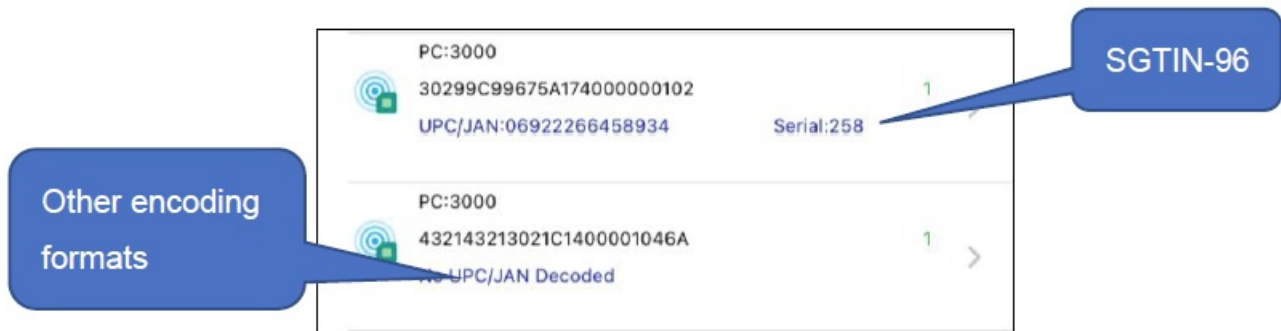 PC:3000
30299C99675A174000000102
1
UPC/JAN:06922266458934
Serial:258
SGTIN-96
Other encoding
formats
PC:3000
432143213021C1400001046A
1
No UPC/JAN Decoded